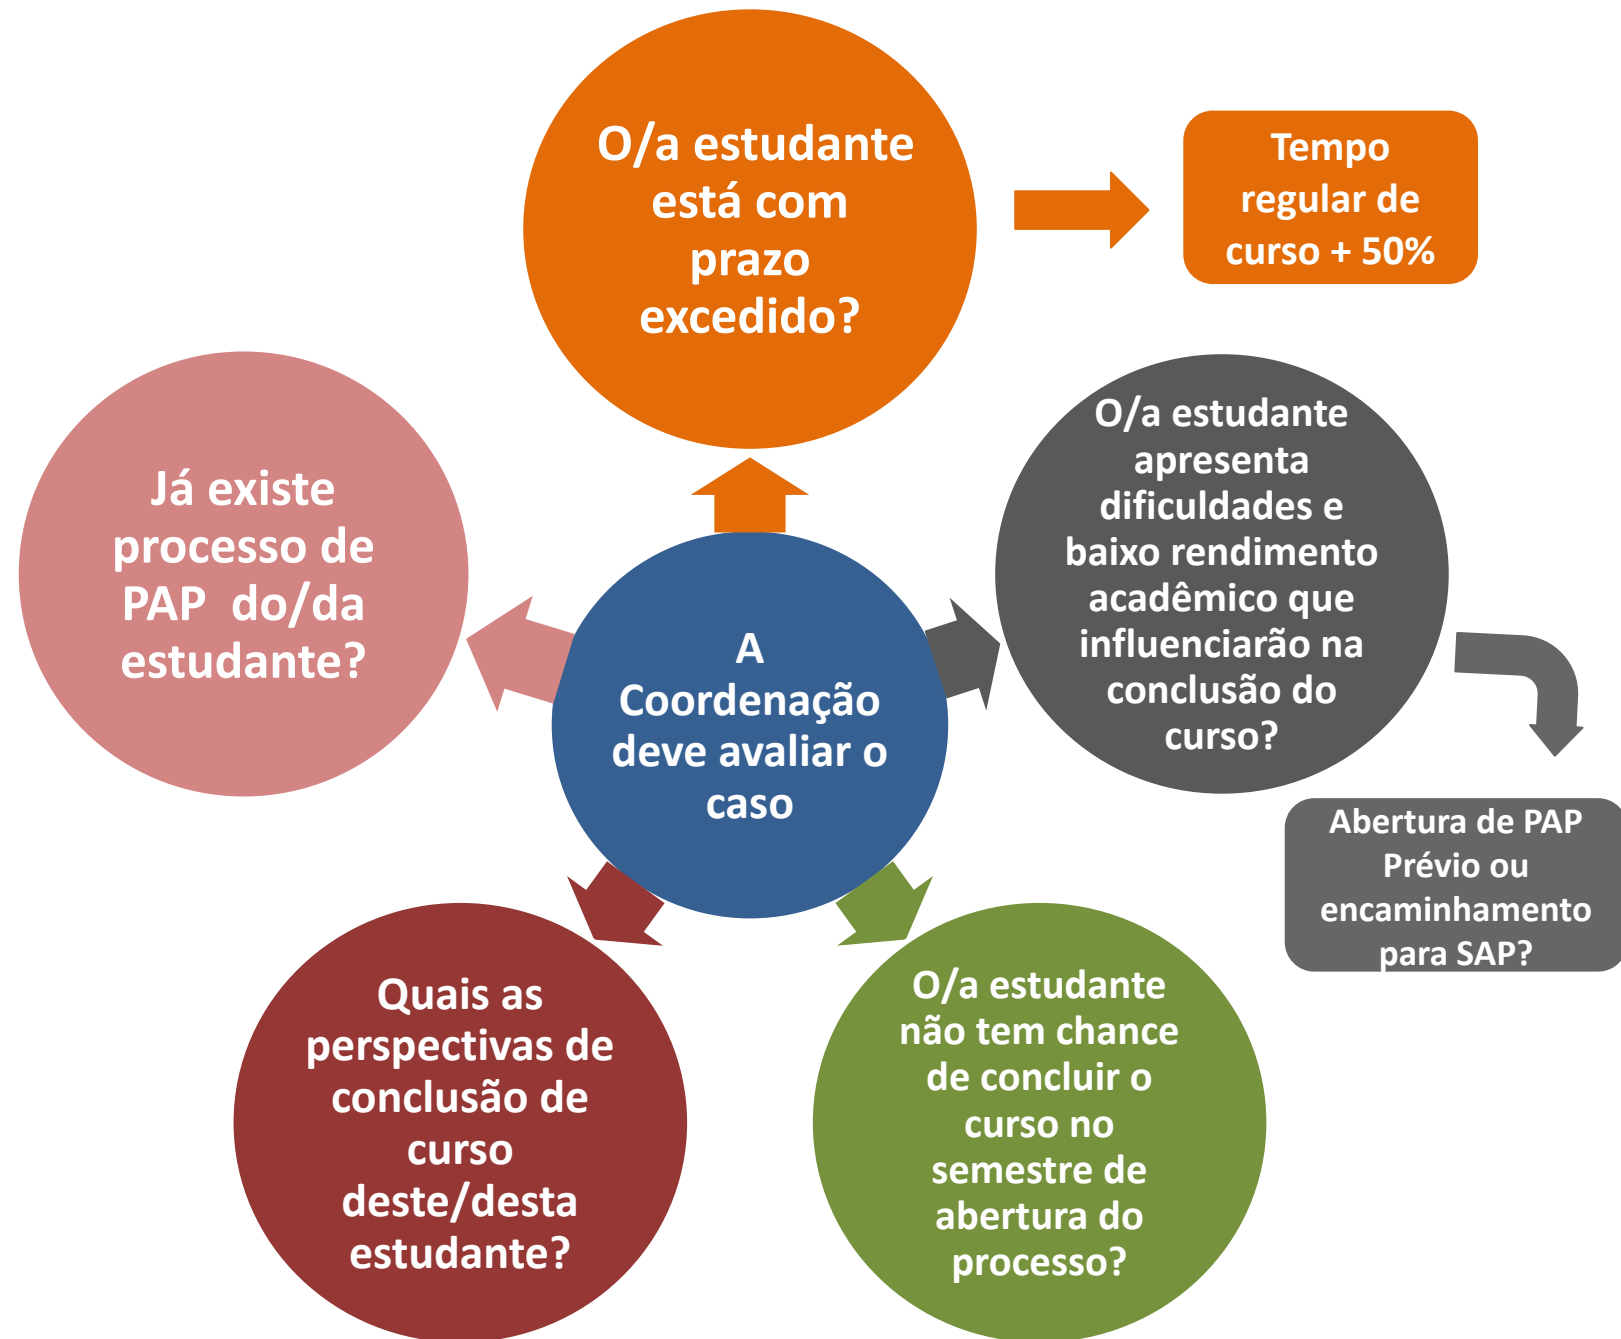 O/a estudante
está com
prazo
excedido?
Tempo
regular de
curso + 50%
O/a estudante
apresenta
dificuldades e
baixo rendimento
acadêmico que
influenciarão na
conclusão do
curso?
Abertura de PAP
Prévio ou
encaminhamento
para SAP?
Já existe
processo de
PAP do/da
estudante?
A
Coordenação
deve avaliar o
caso
Quais as
perspectivas de
conclusão de
curso
deste/desta
estudante?
O/a estudante
não tem chance
de concluir o
curso no
semestre de
abertura do
processo?